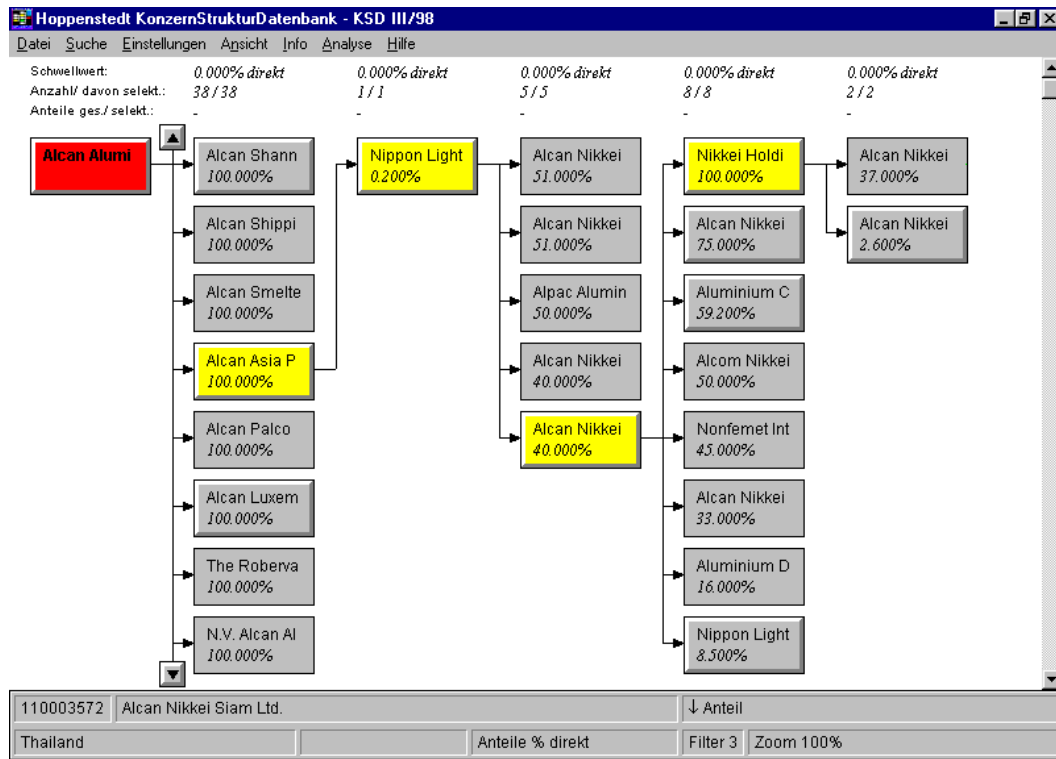 Hoppenstedt KonzernStrukturDatenbank - KSD III/98
Datei Suche Einstellungen Ansicht Info Analyse Hilfe
Schwellwert: 0.000% direkt 0.000% direkt 0.000% direkt 0.000% direkt 0.000% direkt
Anzahl/ davon selekt.: 38 / 38 1 / 1 5 / 5 8 / 8 2 / 2
Anteile ges./ selekt.: - - - - -
Alcan Alumi
Alcan Shann
100.000%
Alcan Shippi
100.000%
Alcan Smelte
100.000%
Alcan Asia P
100.000%
Alcan Palco
100.000%
Alcan Luxem
100.000%
The Roberva
100.000%
N.V. Alcan Al
100.000%
Nippon Light
0.200%
Alcan Nikkei
51.000%
Alcan Nikkei
51.000%
Alpac Alumin
50.000%
Alcan Nikkei
40.000%
Alcan Nikkei
40.000%
Nikkei Holdi
100.000%
Alcan Nikkei
75.000%
Aluminium C
59.200%
Alcom Nikkei
50.000%
Nonfemet Int
45.000%
Alcan Nikkei
33.000%
Aluminium D
16.000%
Nippon Light
8.500%
Alcan Nikkei
37.000%
Alcan Nikkei
2.600%
110003572 Alcan Nikkei Siam Ltd. ↓ Anteil
Thailand Anteile % direkt Filter 3 Zoom 100%